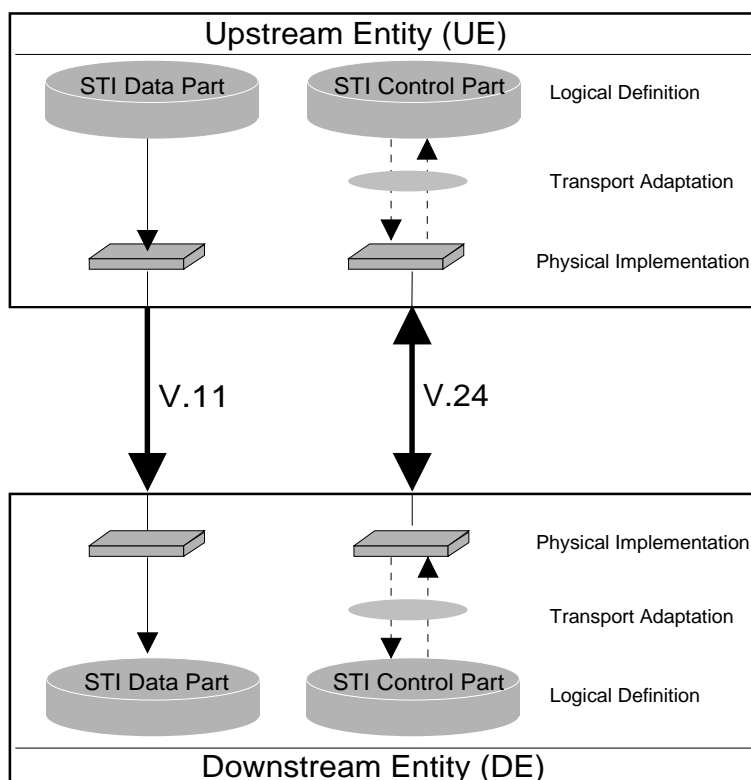 Upstream Entity (UE)
STI Data Part
STI Control Part
Logical Definition
Transport Adaptation
Physical Implementation
V.11
V.24
Physical Implementation
Transport Adaptation
STI Data Part
STI Control Part
Logical Definition
Downstream Entity (DE)